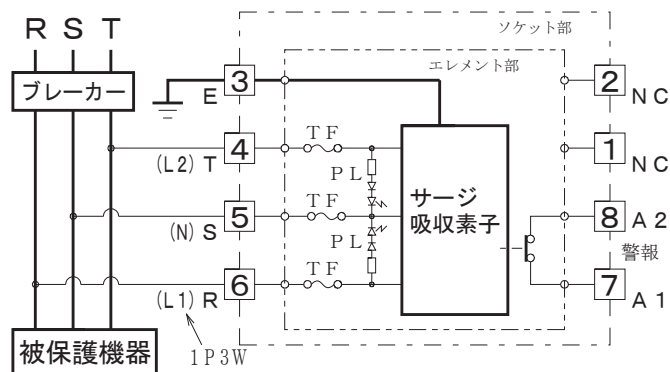 R S T
ブレーカー
被保護機器
ソケット部
エレメント部
3
E
(L2) T
4
(N) S
5
(L1) R
6
1P3W
TF
PL
TF
PL
TF
サージ
吸収素子
2
NC
1
NC
8
A2
警報
7
A1